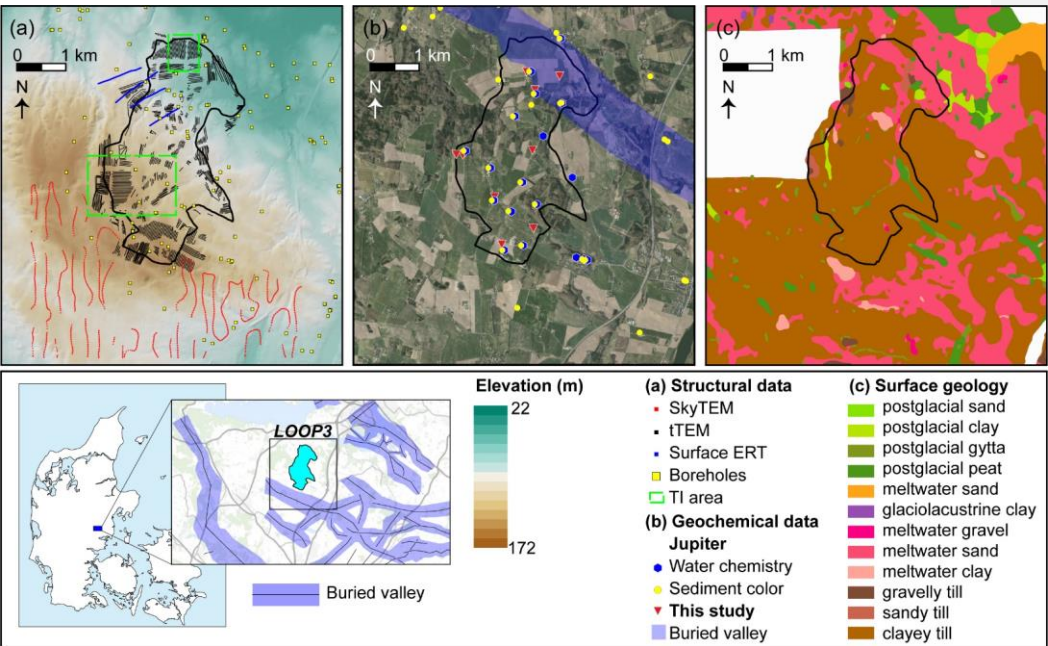 (a)
0 1 km
N
(b)
0 1 km
N
(c)
0 1 km
N
LOOP3
Buried valley
Elevation (m)
22
172
(a) Structural data
SkyTEM
tTEM
Surface ERT
Boreholes
TI area
(b) Geochemical data
Jupiter
Water chemistry
Sediment color
This study
Buried valley
(c) Surface geology
postglacial sand
postglacial clay
postglacial gytta
postglacial peat
meltwater sand
glaciolacustrine clay
meltwater gravel
meltwater sand
meltwater clay
gravelly till
sandy till
clayey till